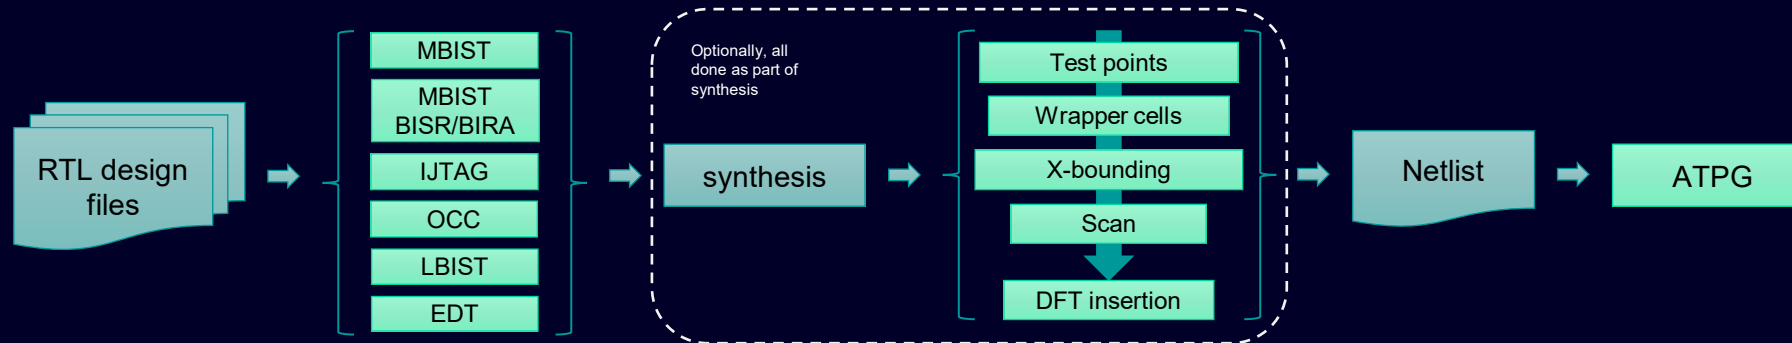 RTL design
files
MBIST
MBIST
BISR/BIRA
IJTAG
OCC
LBIST
EDT
Optionally, all
done as part of
synthesis
synthesis
Test points
Wrapper cells
X-bounding
Scan
DFT insertion
Netlist
ATPG